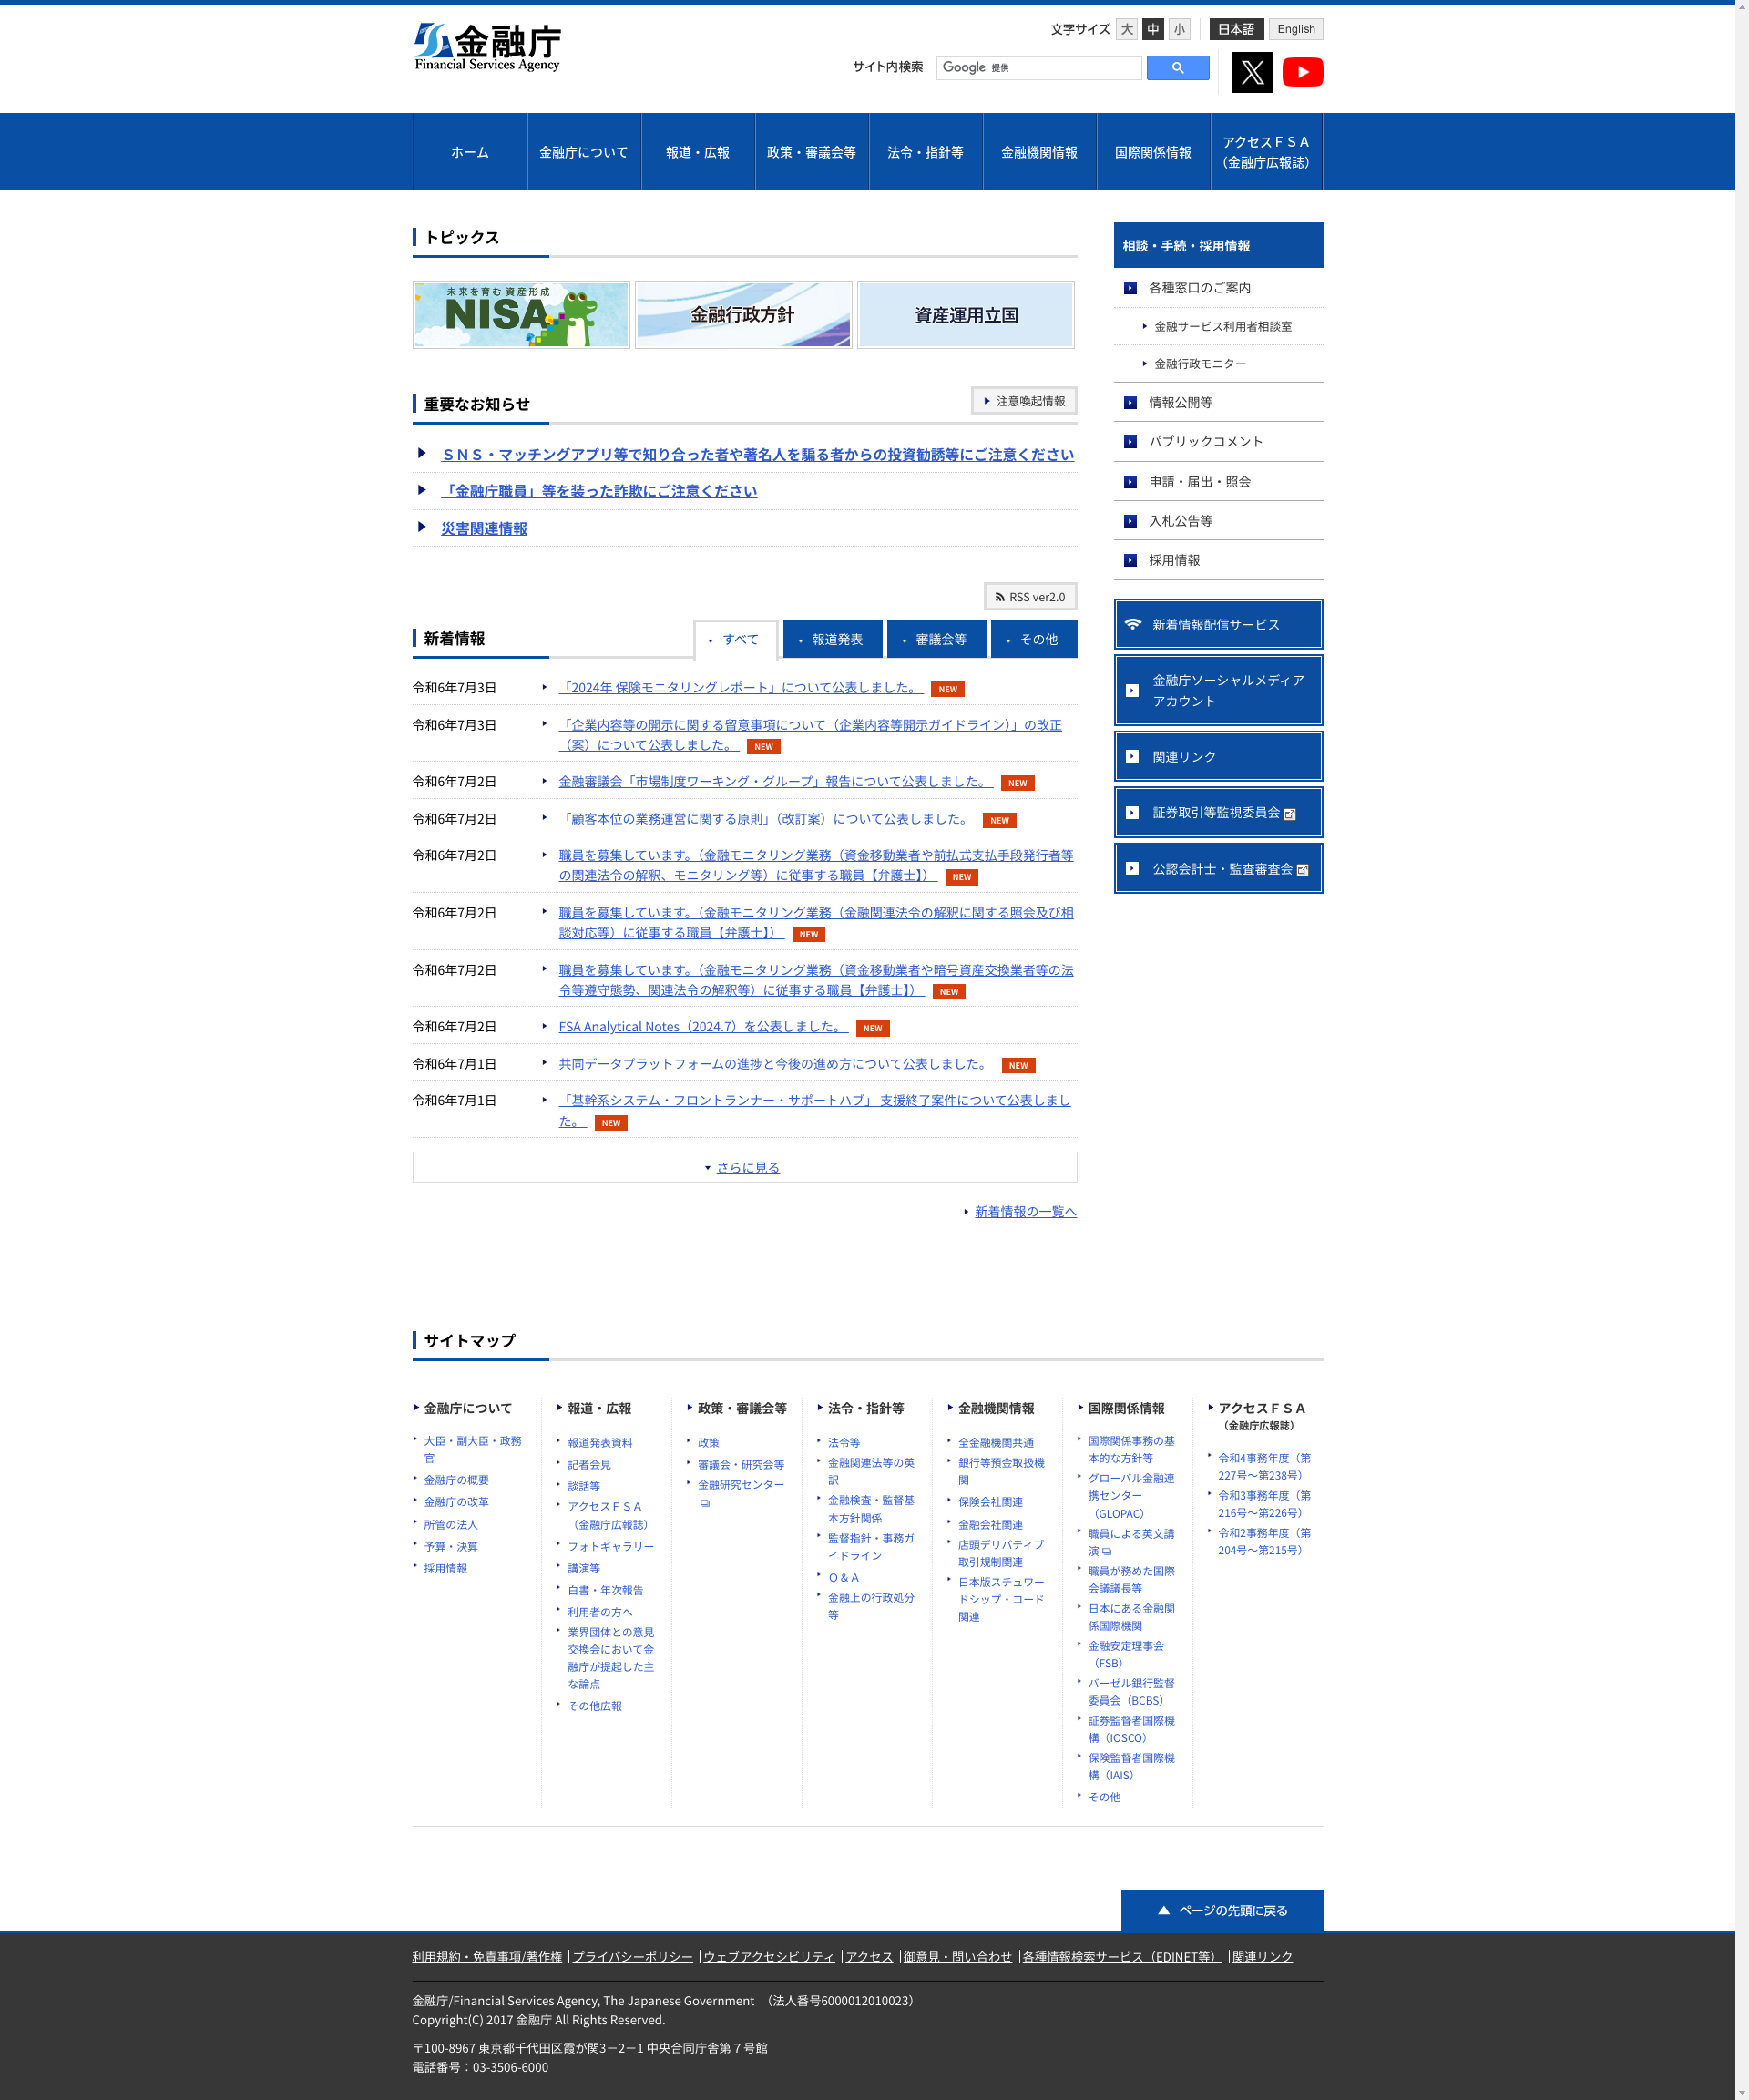 金融庁
Financial Services Agency
文字サイズ 大 中 小 日本語 English
サイト内検索 Google 提供
ホーム
金融庁について
報道・広報
政策・審議会等
法令・指針等
金融機関情報
国際関係情報
アクセスＦＳＡ
（金融庁広報誌）
トピックス
未来を育む 資産形成
NISA
金融行政方針
資産運用立国
重要なお知らせ
注意喚起情報
ＳＮＳ・マッチングアプリ等で知り合った者や著名人を騙る者からの投資勧誘等にご注意ください
「金融庁職員」等を装った詐欺にご注意ください
災害関連情報
RSS ver2.0
新着情報
すべて
報道発表
審議会等
その他
令和6年7月3日 「2024年 保険モニタリングレポート」について公表しました。 NEW
令和6年7月3日 「企業内容等の開示に関する留意事項について（企業内容等開示ガイドライン）」の改正
（案）について公表しました。 NEW
令和6年7月2日 金融審議会「市場制度ワーキング・グループ」報告について公表しました。 NEW
令和6年7月2日 「顧客本位の業務運営に関する原則」（改訂案）について公表しました。 NEW
令和6年7月2日 職員を募集しています。（金融モニタリング業務（資金移動業者や前払式支払手段発行者等
の関連法令の解釈、モニタリング等）に従事する職員【弁護士】） NEW
令和6年7月2日 職員を募集しています。（金融モニタリング業務（金融関連法令の解釈に関する照会及び相
談対応等）に従事する職員【弁護士】） NEW
令和6年7月2日 職員を募集しています。（金融モニタリング業務（資金移動業者や暗号資産交換業者等の法
令等遵守態勢、関連法令の解釈等）に従事する職員【弁護士】） NEW
令和6年7月2日 FSA Analytical Notes（2024.7）を公表しました。 NEW
令和6年7月1日 共同データプラットフォームの進捗と今後の進め方について公表しました。 NEW
令和6年7月1日 「基幹系システム・フロントランナー・サポートハブ」 支援終了案件について公表しまし
た。 NEW
さらに見る
新着情報の一覧へ
相談・手続・採用情報
各種窓口のご案内
金融サービス利用者相談室
金融行政モニター
情報公開等
パブリックコメント
申請・届出・照会
入札公告等
採用情報
新着情報配信サービス
金融庁ソーシャルメディア
アカウント
関連リンク
証券取引等監視委員会
公認会計士・監査審査会
サイトマップ
金融庁について
大臣・副大臣・政務
官
金融庁の概要
金融庁の改革
所管の法人
予算・決算
採用情報
報道・広報
報道発表資料
記者会見
談話等
アクセスＦＳＡ
（金融庁広報誌）
フォトギャラリー
講演等
白書・年次報告
利用者の方へ
業界団体との意見
交換会において金
融庁が提起した主
な論点
その他広報
政策・審議会等
政策
審議会・研究会等
金融研究センター
法令・指針等
法令等
金融関連法等の英
訳
金融検査・監督基
本方針関係
監督指針・事務ガ
イドライン
Ｑ＆Ａ
金融上の行政処分
等
金融機関情報
全金融機関共通
銀行等預金取扱機
関
保険会社関連
金融会社関連
店頭デリバティブ
取引規制関連
日本版スチュワー
ドシップ・コード
関連
国際関係情報
国際関係事務の基
本的な方針等
グローバル金融連
携センター
（GLOPAC）
職員による英文講
演
職員が務めた国際
会議議長等
日本にある金融関
係国際機関
金融安定理事会
（FSB）
バーゼル銀行監督
委員会（BCBS）
証券監督者国際機
構（IOSCO）
保険監督者国際機
構（IAIS）
その他
アクセスＦＳＡ
（金融庁広報誌）
令和4事務年度（第
227号～第238号）
令和3事務年度（第
216号～第226号）
令和2事務年度（第
204号～第215号）
ページの先頭に戻る
利用規約・免責事項/著作権 プライバシーポリシー ウェブアクセシビリティ アクセス 御意見・問い合わせ 各種情報検索サービス（EDINET等） 関連リンク
金融庁/Financial Services Agency, The Japanese Government （法人番号6000012010023）
Copyright(C) 2017 金融庁 All Rights Reserved.
〒100-8967 東京都千代田区霞が関3－2－1 中央合同庁舎第７号館
電話番号：03-3506-6000